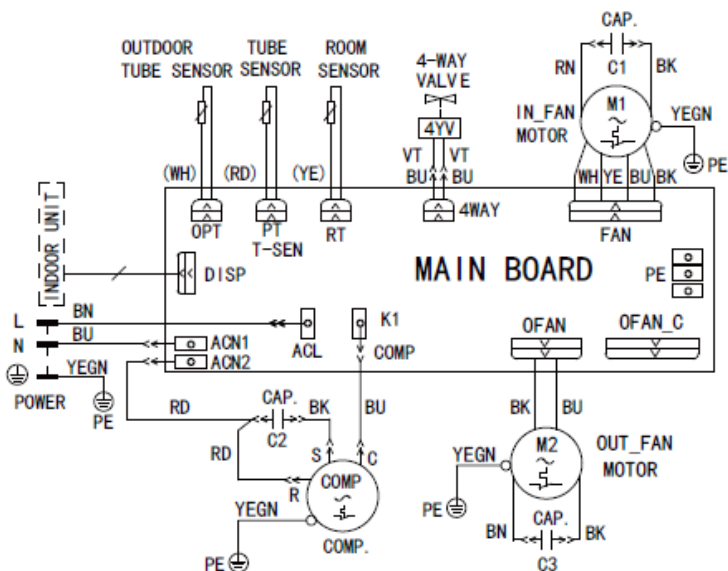 CAP.
OUTDOOR TUBE ROOM
TUBE SENSOR SENSOR SENSOR
4-WAY
VALVE
RN C1 BK
M1
IN_FAN
MOTOR
YEGN
4YV
PE
VT VT
(WH) (RD) (YE)
BU BU
WH YE BU BK
OPT PT RT 4WAY FAN
T-SEN
INDOOR UNIT
DISP
MAIN BOARD
PE
L BN
K1
OFAN OFAN_C
N BU
ACN1 ACL COMP
ACN2
YEGN
POWER
PE
RD CAP. BK BU
C2
BK BU
RD S C
YEGN M2 OUT_FAN
MOTOR
R COMP
YEGN
PE
BN CAP. BK
PE COMP. C3